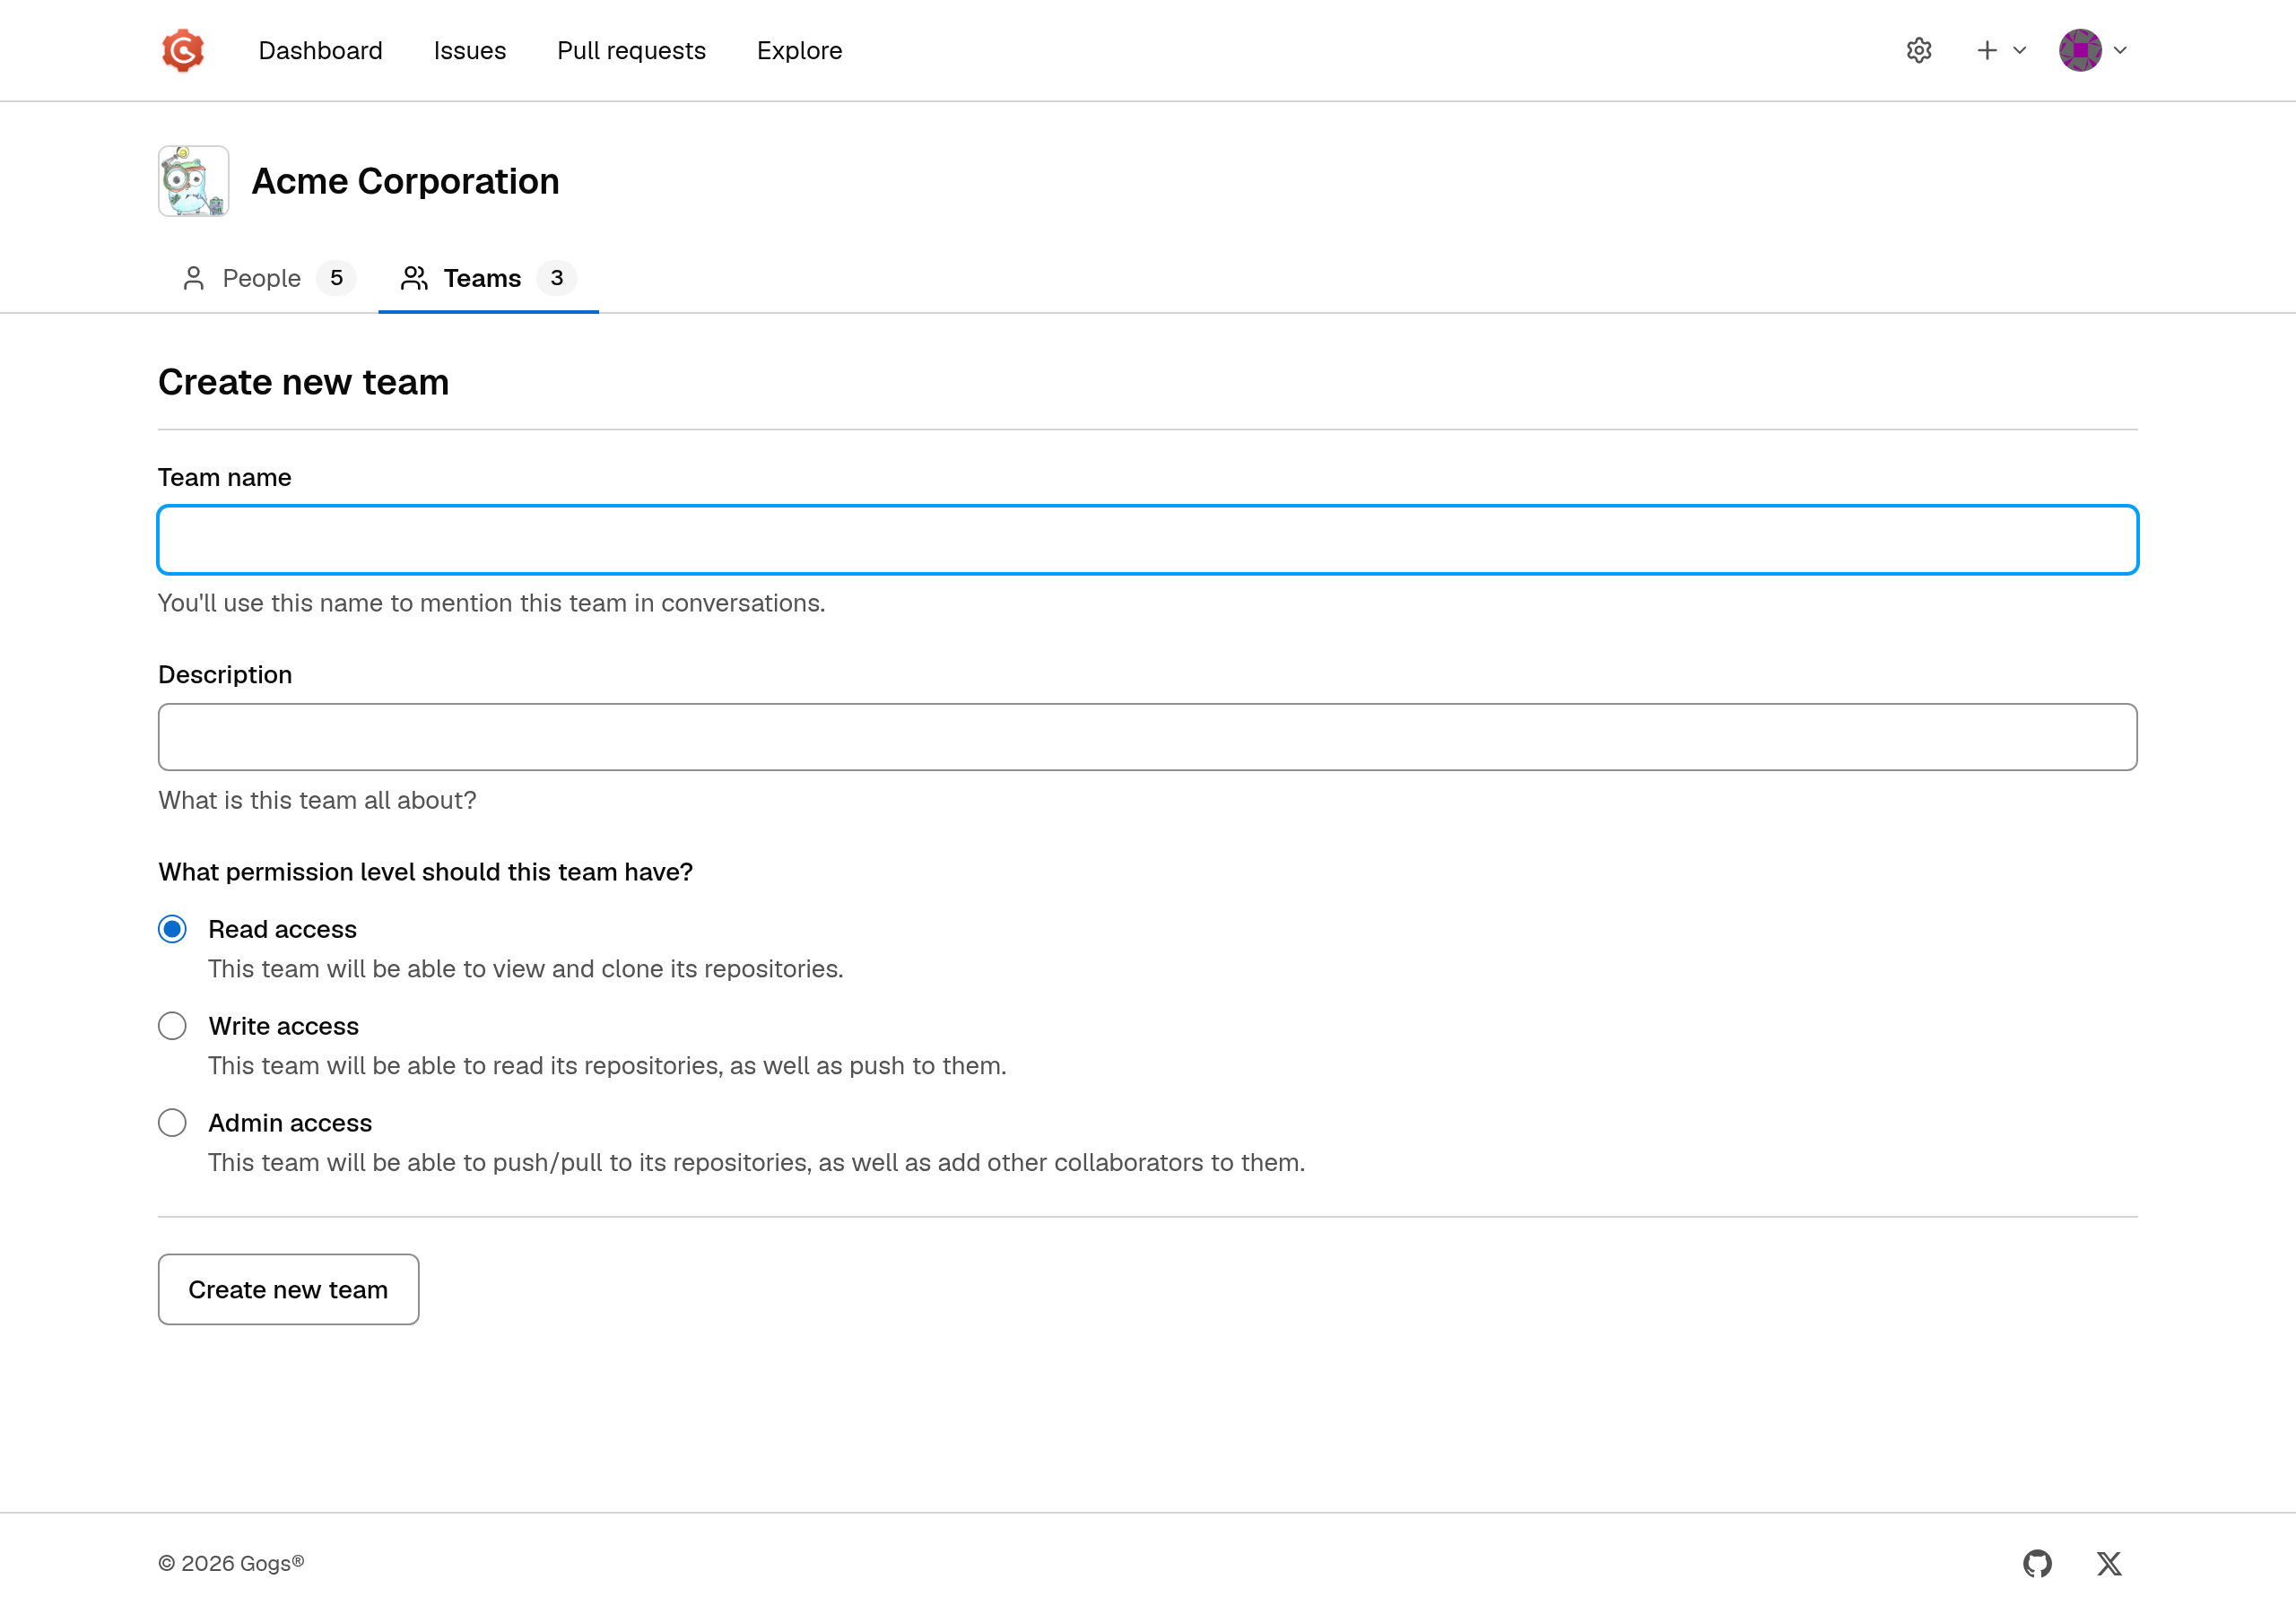 Dashboard Issues Pull requests Explore
Acme Corporation
People 5 Teams 3
Create new team
Team name
You'll use this name to mention this team in conversations.
Description
What is this team all about?
What permission level should this team have?
Read access
This team will be able to view and clone its repositories.
Write access
This team will be able to read its repositories, as well as push to them.
Admin access
This team will be able to push/pull to its repositories, as well as add other collaborators to them.
Create new team
© 2026 Gogs®